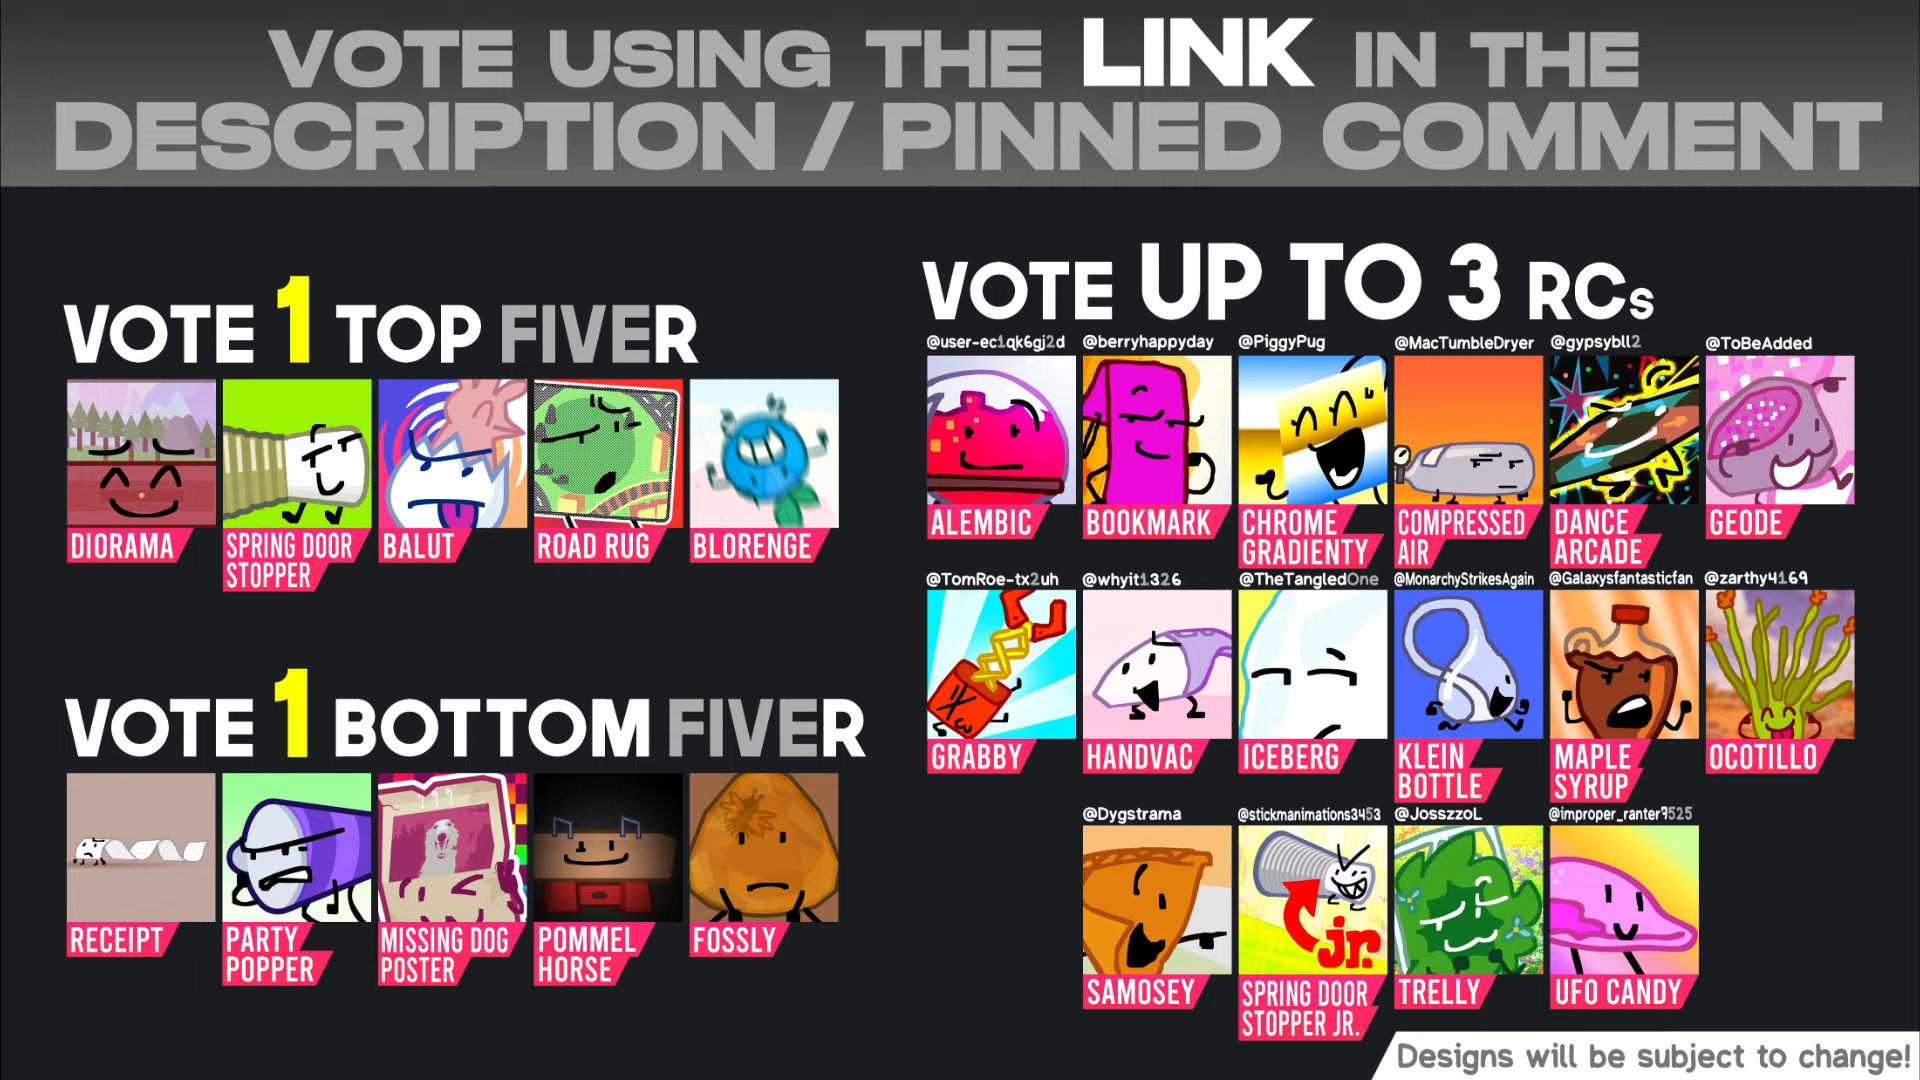 VOTE USING THE LINK IN THE
DESCRIPTION / PINNED COMMENT
VOTE 1 TOP FIVER
DIORAMA
SPRING DOOR
STOPPER
BALUT
ROAD RUG
BLORENGE
VOTE 1 BOTTOM FIVER
? ? ?
RECEIPT
PARTY
POPPER
MISSING DOG
POSTER
POMMEL
HORSE
FOSSLY
VOTE UP TO 3 RCs
@user-ec1qk6gj2d
@berryhappyday
@PiggyPug
@MacTumbleDryer
@gypsybll2
@ToBeAdded
ALEMBIC
BOOKMARK
CHROME
GRADIENTY
COMPRESSED
AIR
DANCE
ARCADE
GEODE
@TomRoe-tx2uh
@whyit1326
@TheTangledOne
@MonarchyStrikesAgain
@Galaxysfantasticfan
@zarthy4169
GRABBY
HANDVAC
ICEBERG
KLEIN
BOTTLE
MAPLE
SYRUP
OCOTILLO
@Dygstrama
@stickmanimations3453
@JosszzoL
@improper_ranter9525
jr.
SAMOSEY
SPRING DOOR
STOPPER JR.
TRELLY
UFO CANDY
Designs will be subject to change!